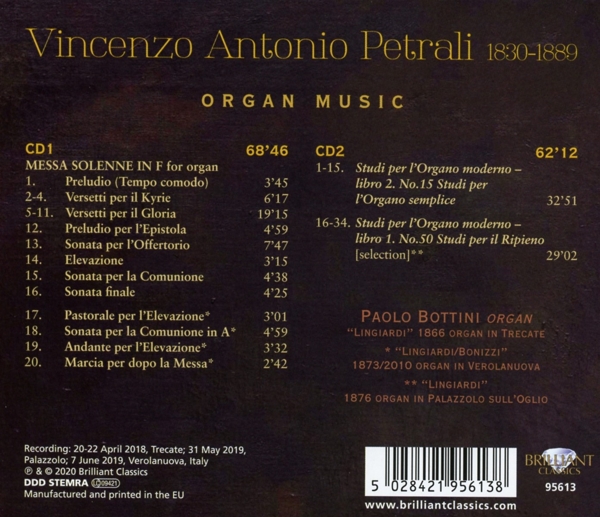 Vincenzo Antonio Petrali 1830-1889
ORGAN MUSIC
CD1 68’46
MESSA SOLENNE IN F for organ
1. Preludio (Tempo comodo) 3’45
2-4. Versetti per il Kyrie 6’17
5-11. Versetti per il Gloria 19’15
12. Preludio per l’Epistola 4’59
13. Sonata per l’Offertorio 7’47
14. Elevazione 3’15
15. Sonata per la Comunione 4’38
16. Sonata finale 4’25
17. Pastorale per l’Elevazione* 3’01
18. Sonata per la Comunione in A* 4’59
19. Andante per l’Elevazione* 3’32
20. Marcia per dopo la Messa* 2’42
CD2 62’12
1-15. Studi per l’Organo moderno –
libro 2. No.15 Studi per
l’Organo semplice 32’51
16-34. Studi per l’Organo moderno –
libro 1. No.50 Studi per il Ripieno
[selection]** 29’02
PAOLO BOTTINI ORGAN
“LINGIARDI” 1866 ORGAN IN TRECATE
* “LINGIARDI/BONIZZI”
1873/2010 ORGAN IN VEROLANUOVA
** “LINGIARDI”
1876 ORGAN IN PALAZZOLO SULL’OGLIO
Recording: 20-22 April 2018, Trecate; 31 May 2019,
Palazzolo; 7 June 2019, Verolanuova, Italy
℗ & © 2020 Brilliant Classics
DDD STEMRA LC 09421
Manufactured and printed in the EU
5 028421 956138
www.brilliantclassics.com
BRILLIANT
CLASSICS
95613